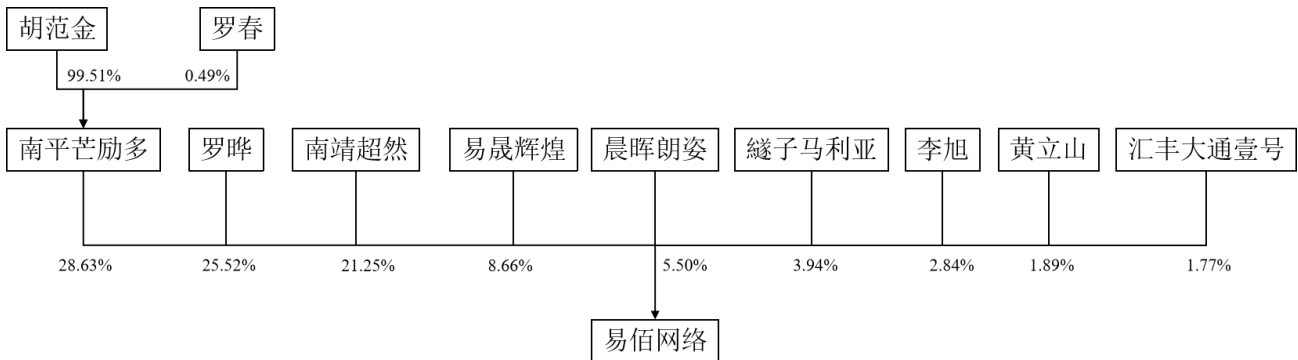 胡范金 罗春
99.51% 0.49%
南平芒励多 罗晔 南靖超然 易晟辉煌 晨晖朗姿 繸子马利亚 李旭 黄立山 汇丰大通壹号
28.63% 25.52% 21.25% 8.66% 5.50% 3.94% 2.84% 1.89% 1.77%
易佰网络